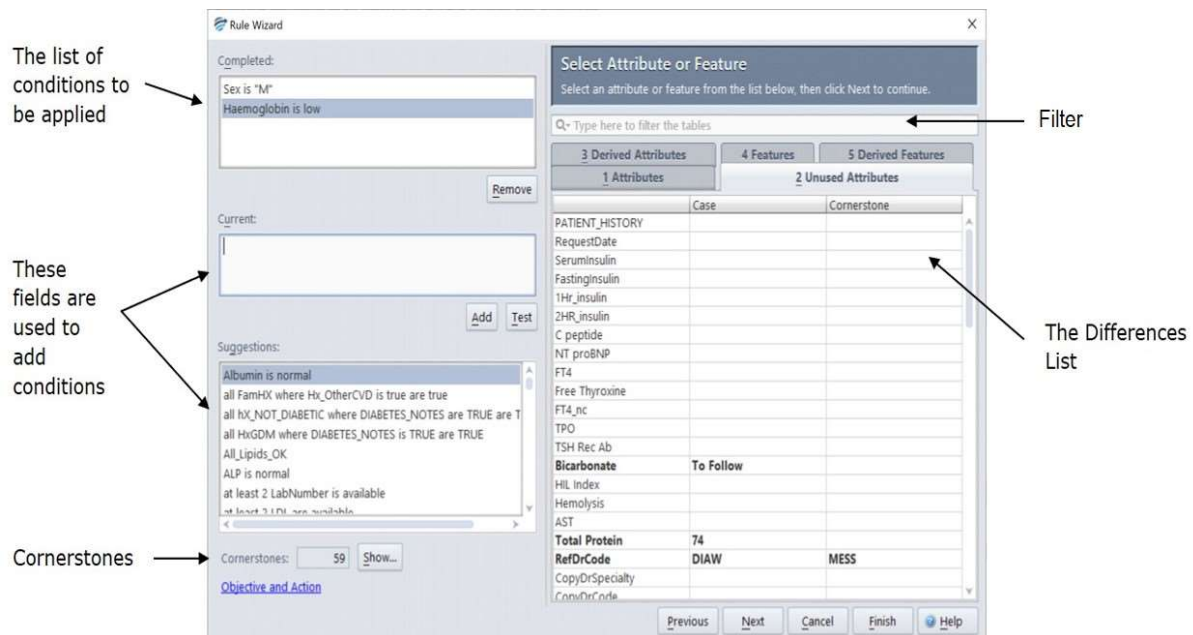 Rule Wizard
X
The list of
conditions to
be applied
Completed:
Sex is "M"
Haemoglobin is low
Remove
Current:
These
fields are
used to
add
conditions
Add Test
Suggestions:
Albumin is normal
all FamHX where Hx_OtherCVD is true are true
all hX_NOT_DIABETIC where DIABETES_NOTES are TRUE are T
all HxGDM where DIABETES_NOTES is TRUE are TRUE
All_Lipids_OK
ALP is normal
at least 2 LabNumber is available
at least 2 LDL are available
Cornerstones
Cornerstones: 59 Show...
Objective and Action
Select Attribute or Feature
Select an attribute or feature from the list below, then click Next to continue.
Type here to filter the tables
Filter
3 Derived Attributes 4 Features 5 Derived Features
1 Attributes 2 Unused Attributes
Case Cornerstone
PATIENT_HISTORY
RequestDate
SerumInsulin
FastingInsulin
1Hr_insulin
2HR_insulin
C peptide
NT proBNP
FT4
Free Thyroxine
FT4_nc
TPO
TSH Rec Ab
Bicarbonate To Follow
HIL Index
Hemolysis
AST
Total Protein 74
RefDrCode DIAW MESS
CopyDrSpecialty
CopyDrCode
The Differences
List
Previous Next Cancel Finish Help